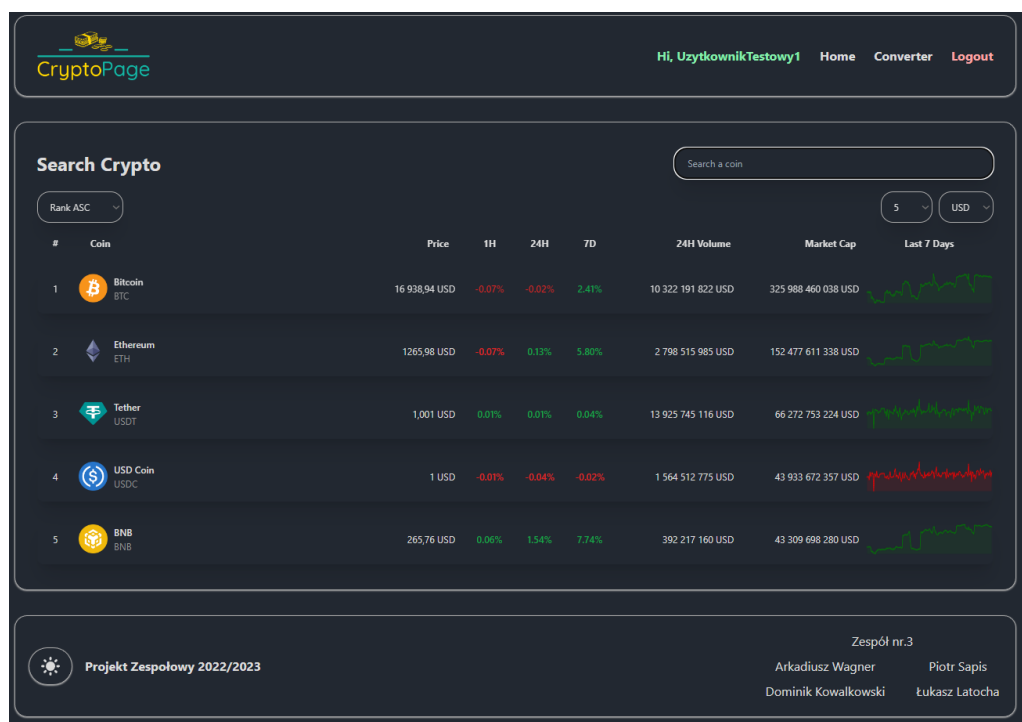 CryptoPage
Hi, UzytkownikTestowy1 Home Converter Logout
Search Crypto
Search a coin
Rank ASC 5 USD
# Coin Price 1H 24H 7D 24H Volume Market Cap Last 7 Days
1 Bitcoin BTC 16 938,94 USD -0.07% -0.02% 2.41% 10 322 191 822 USD 325 988 460 038 USD
2 Ethereum ETH 1265,98 USD -0.07% 0.13% 5.80% 2 798 515 985 USD 152 477 611 338 USD
3 Tether USDT 1,001 USD 0.01% 0.01% 0.04% 13 925 745 116 USD 66 272 753 224 USD
4 USD Coin USDC 1 USD -0.01% -0.04% -0.02% 1 564 512 775 USD 43 933 672 357 USD
5 BNB BNB 265,76 USD 0.06% 1.54% 7.74% 392 217 160 USD 43 309 698 280 USD
Projekt Zespołowy 2022/2023
Zespół nr.3
Arkadiusz Wagner Piotr Sapis
Dominik Kowalkowski Łukasz Latocha